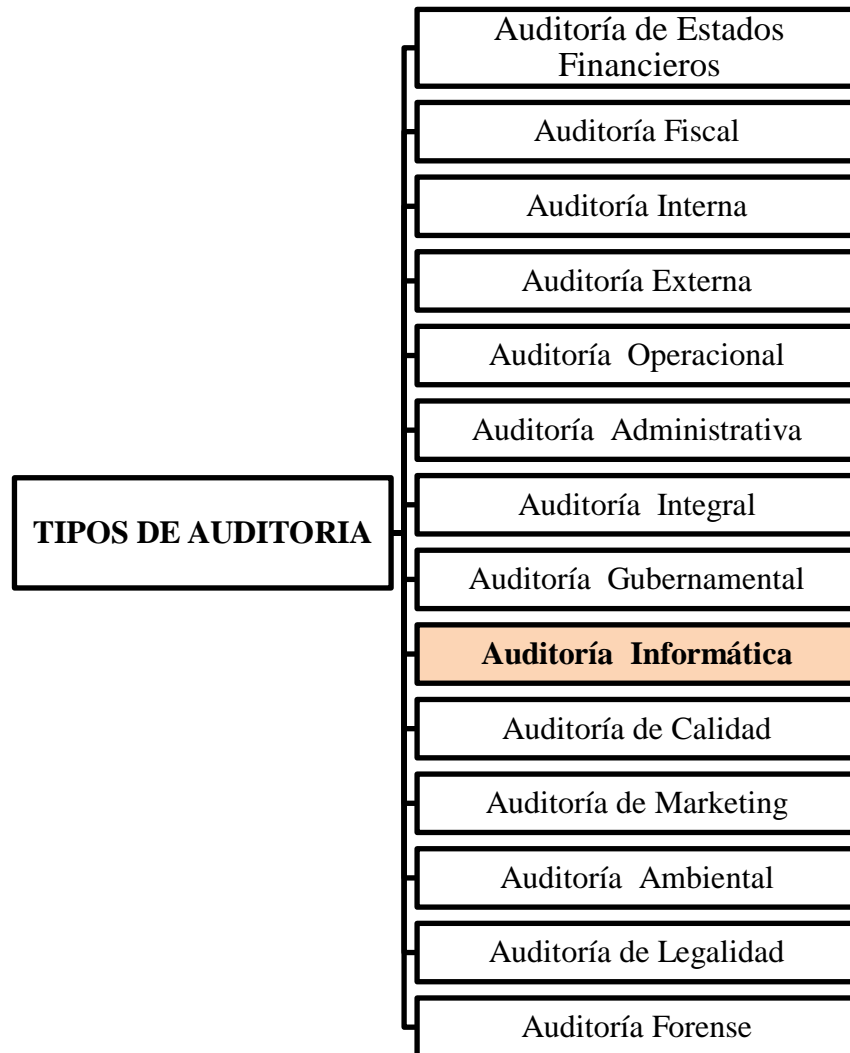 TIPOS DE AUDITORIA
Auditoría de Estados
Financieros
Auditoría Fiscal
Auditoría Interna
Auditoría Externa
Auditoría Operacional
Auditoría Administrativa
Auditoría Integral
Auditoría Gubernamental
Auditoría Informática
Auditoría de Calidad
Auditoría de Marketing
Auditoría Ambiental
Auditoría de Legalidad
Auditoría Forense